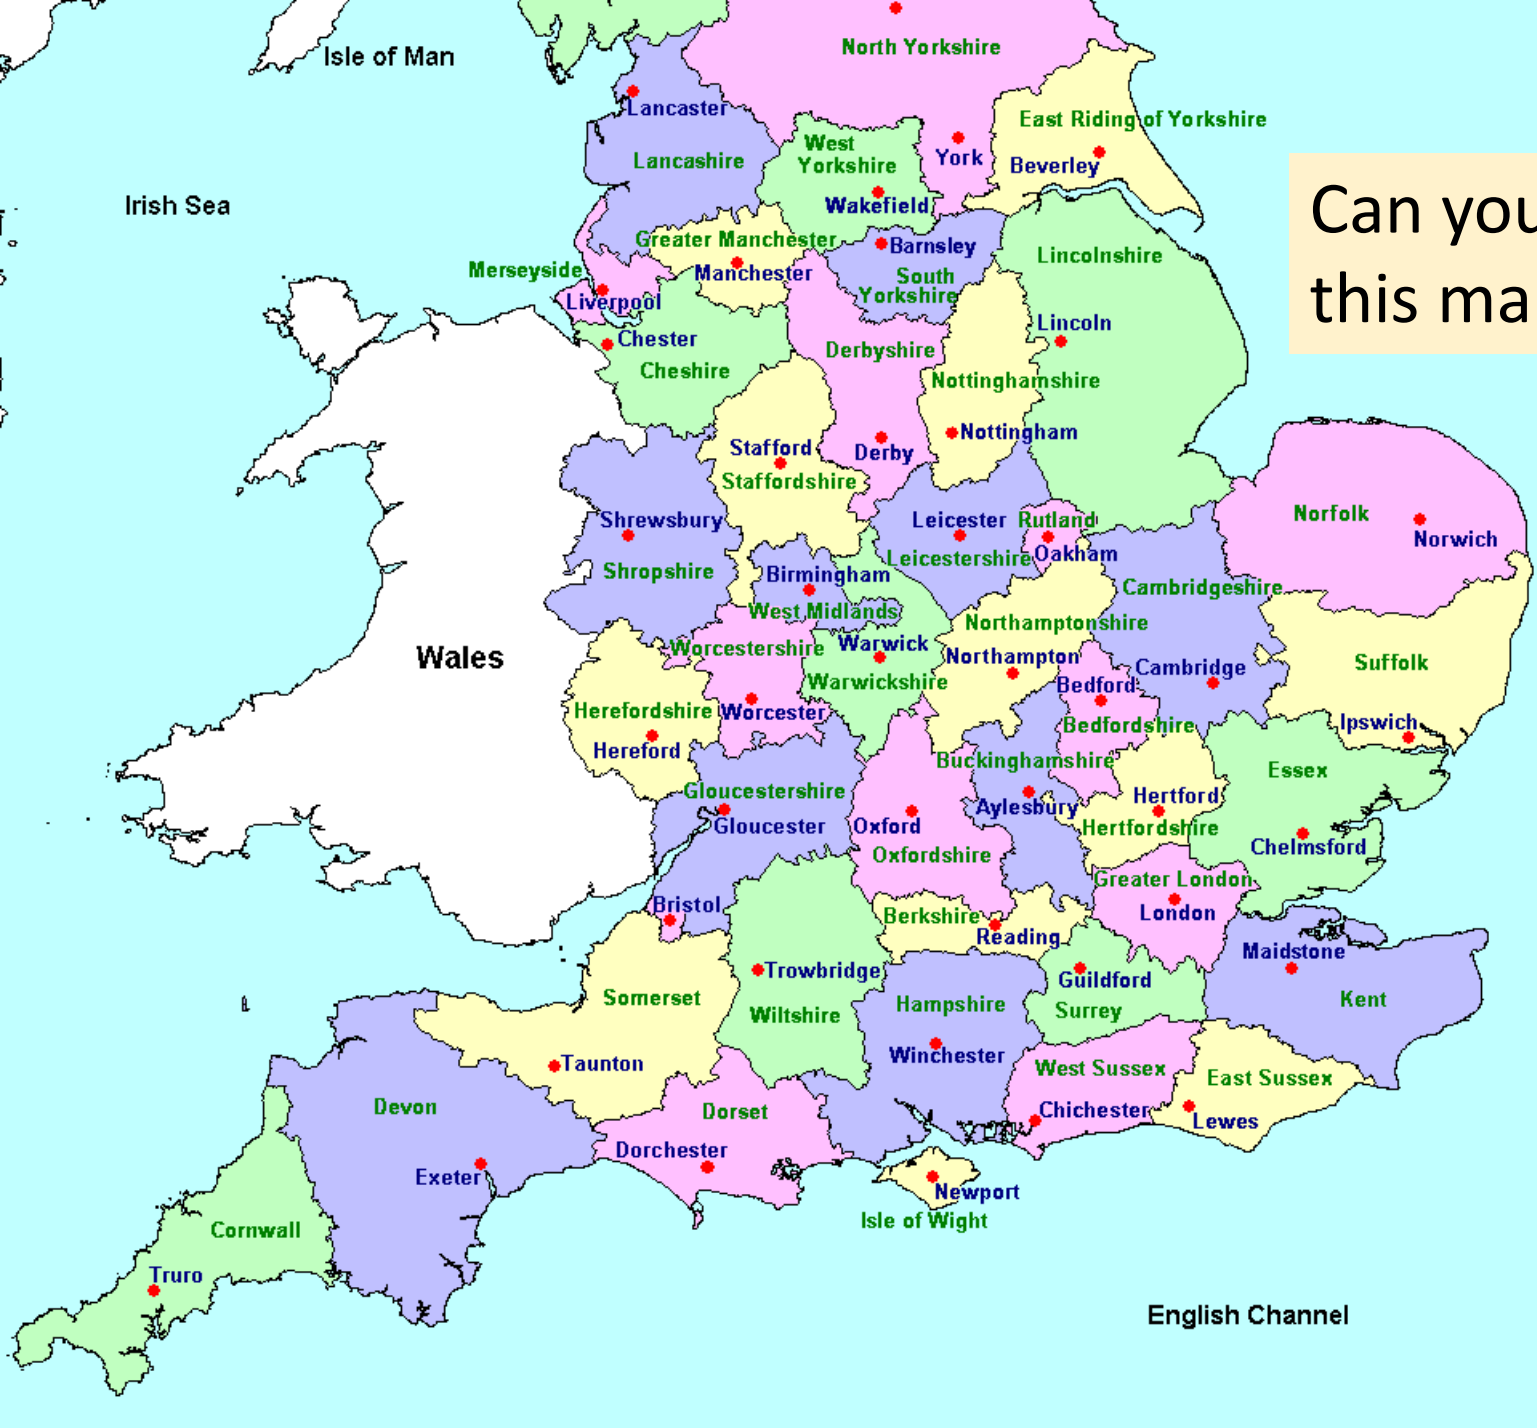 North Yorkshire
Isle of Man
Lancaster
East Riding of Yorkshire
West
Yorkshire
York
Beverley
Lancashire
Irish Sea
Wakefield
Can you
this ma
Greater Manchester
Barnsley
Lincolnshire
Merseyside
Manchester
South
Yorkshire
Liverpool
Lincoln
Chester
Derbyshire
Cheshire
Nottinghamshire
Nottingham
Stafford
Derby
Staffordshire
Norfolk
Shrewsbury
Leicester
Rutland
Norwich
Leicestershire
Oakham
Shropshire
Birmingham
Cambridgeshire
West Midlands
Northamptonshire
Wales
Worcestershire
Warwick
Northampton
Cambridge
Suffolk
Warwickshire
Bedford
Herefordshire
Worcester
Bedfordshire
Ipswich
Hereford
Buckinghamshire
Essex
Gloucestershire
Aylesbury
Hertford
Gloucester
Oxford
Hertfordshire
Chelmsford
Oxfordshire
Greater London
Bristol
Berkshire
London
Reading
Maidstone
Trowbridge
Guildford
Somerset
Wiltshire
Hampshire
Surrey
Kent
Taunton
Winchester
West Sussex
East Sussex
Devon
Dorset
Chichester
Lewes
Dorchester
Exeter
Newport
Isle of Wight
Cornwall
Truro
English Channel